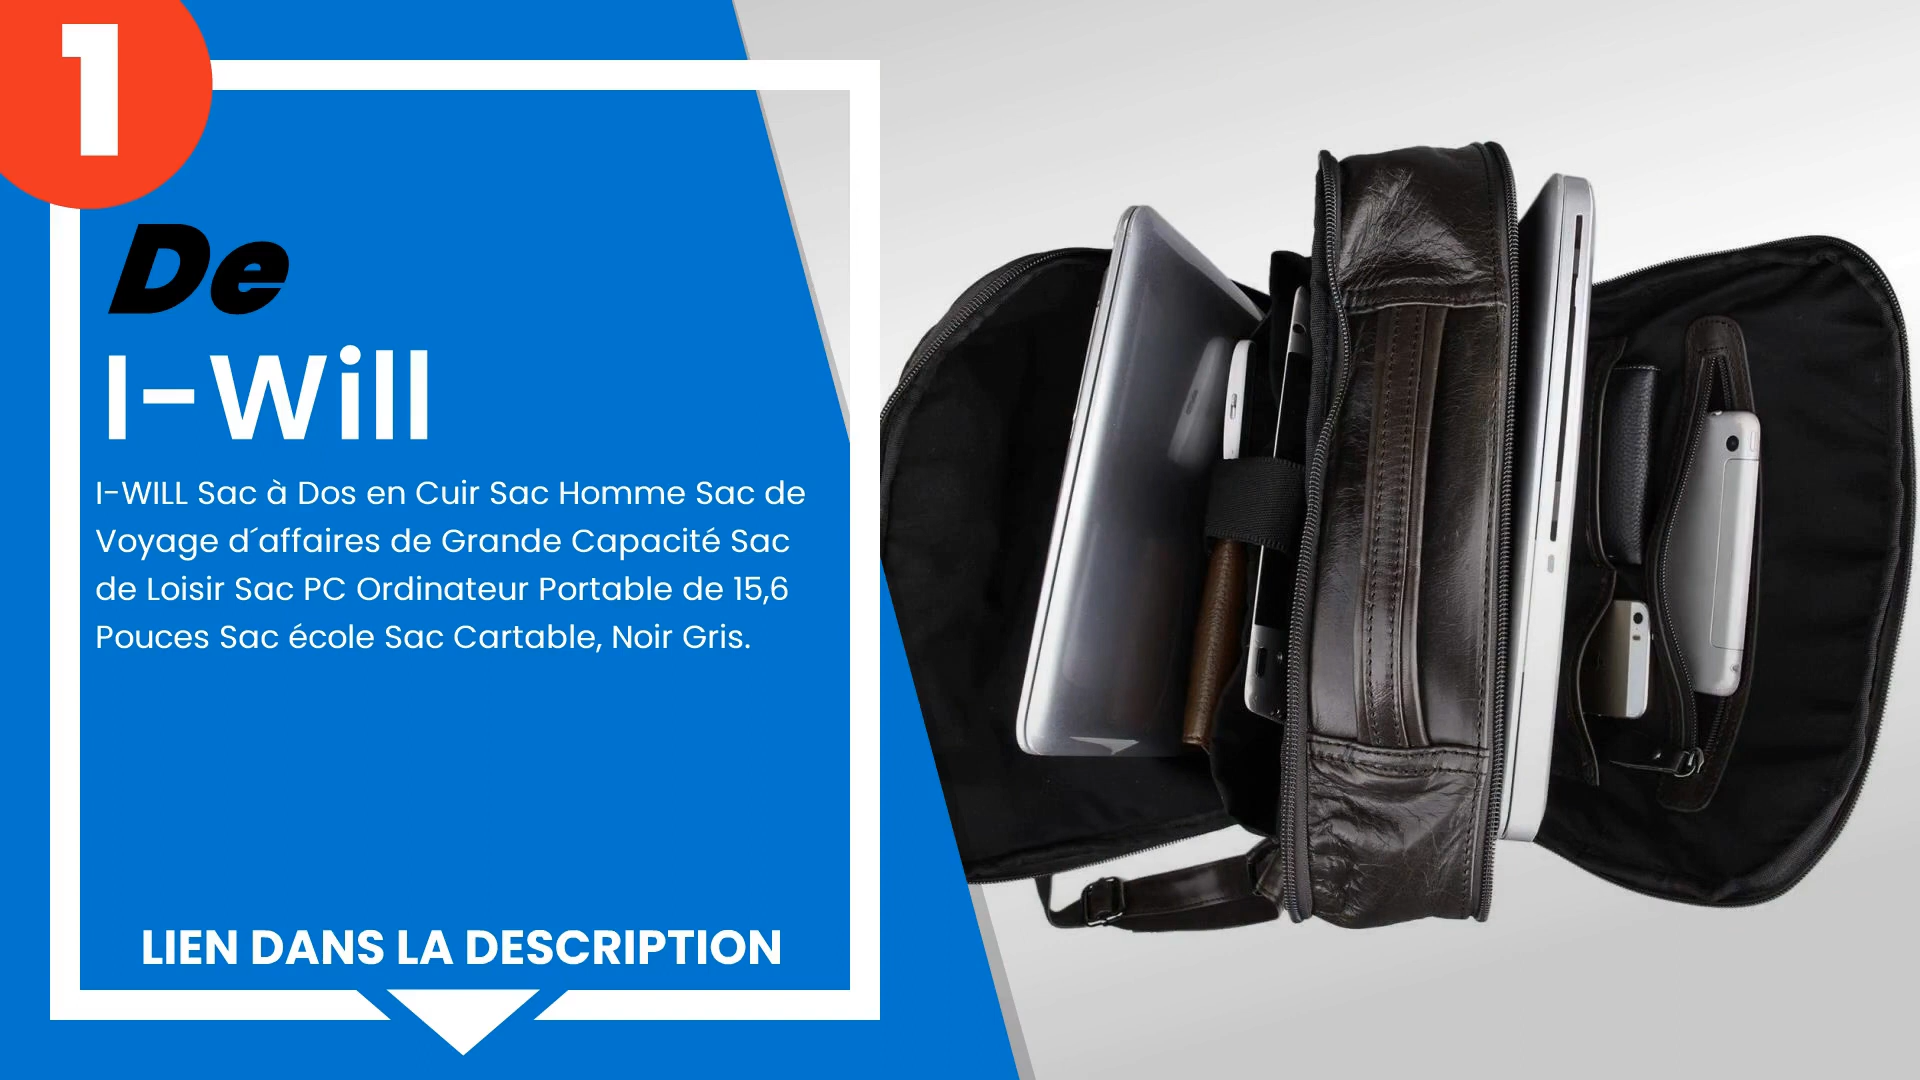 1
De
I-Will
I-WILL Sac à Dos en Cuir Sac Homme Sac de
Voyage d´affaires de Grande Capacité Sac
de Loisir Sac PC Ordinateur Portable de 15,6
Pouces Sac école Sac Cartable, Noir Gris.
LIEN DANS LA DESCRIPTION